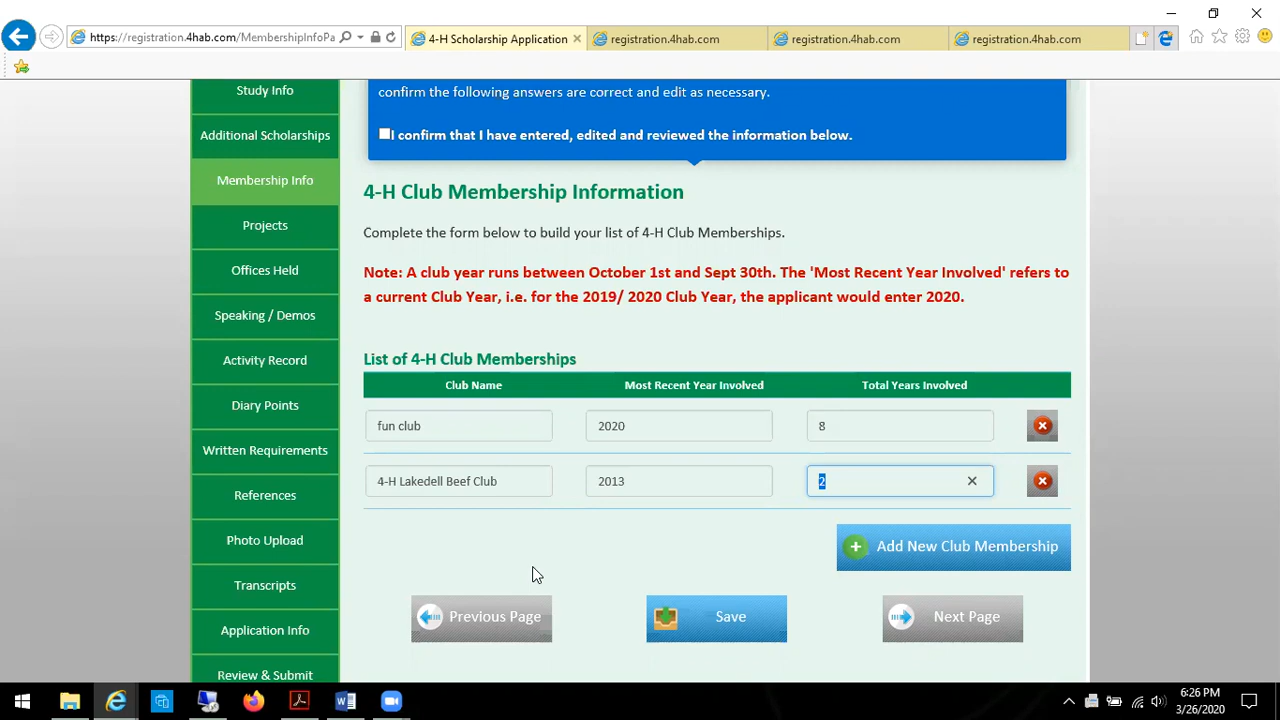 https://registration.4hab.com/MembershipInfoPa
4-H Scholarship Application
registration.4hab.com
registration.4hab.com
registration.4hab.com
Study Info
Additional Scholarships
Membership Info
Projects
Offices Held
Speaking / Demos
Activity Record
Diary Points
Written Requirements
References
Photo Upload
Transcripts
Application Info
Review & Submit
confirm the following answers are correct and edit as necessary.
I confirm that I have entered, edited and reviewed the information below.
4-H Club Membership Information
Complete the form below to build your list of 4-H Club Memberships.
Note: A club year runs between October 1st and Sept 30th. The 'Most Recent Year Involved' refers to
a current Club Year, i.e. for the 2019/ 2020 Club Year, the applicant would enter 2020.
List of 4-H Club Memberships
Club Name Most Recent Year Involved Total Years Involved
fun club 2020 8
4-H Lakedell Beef Club 2013 2
Add New Club Membership
Previous Page Save Next Page
6:26 PM
3/26/2020